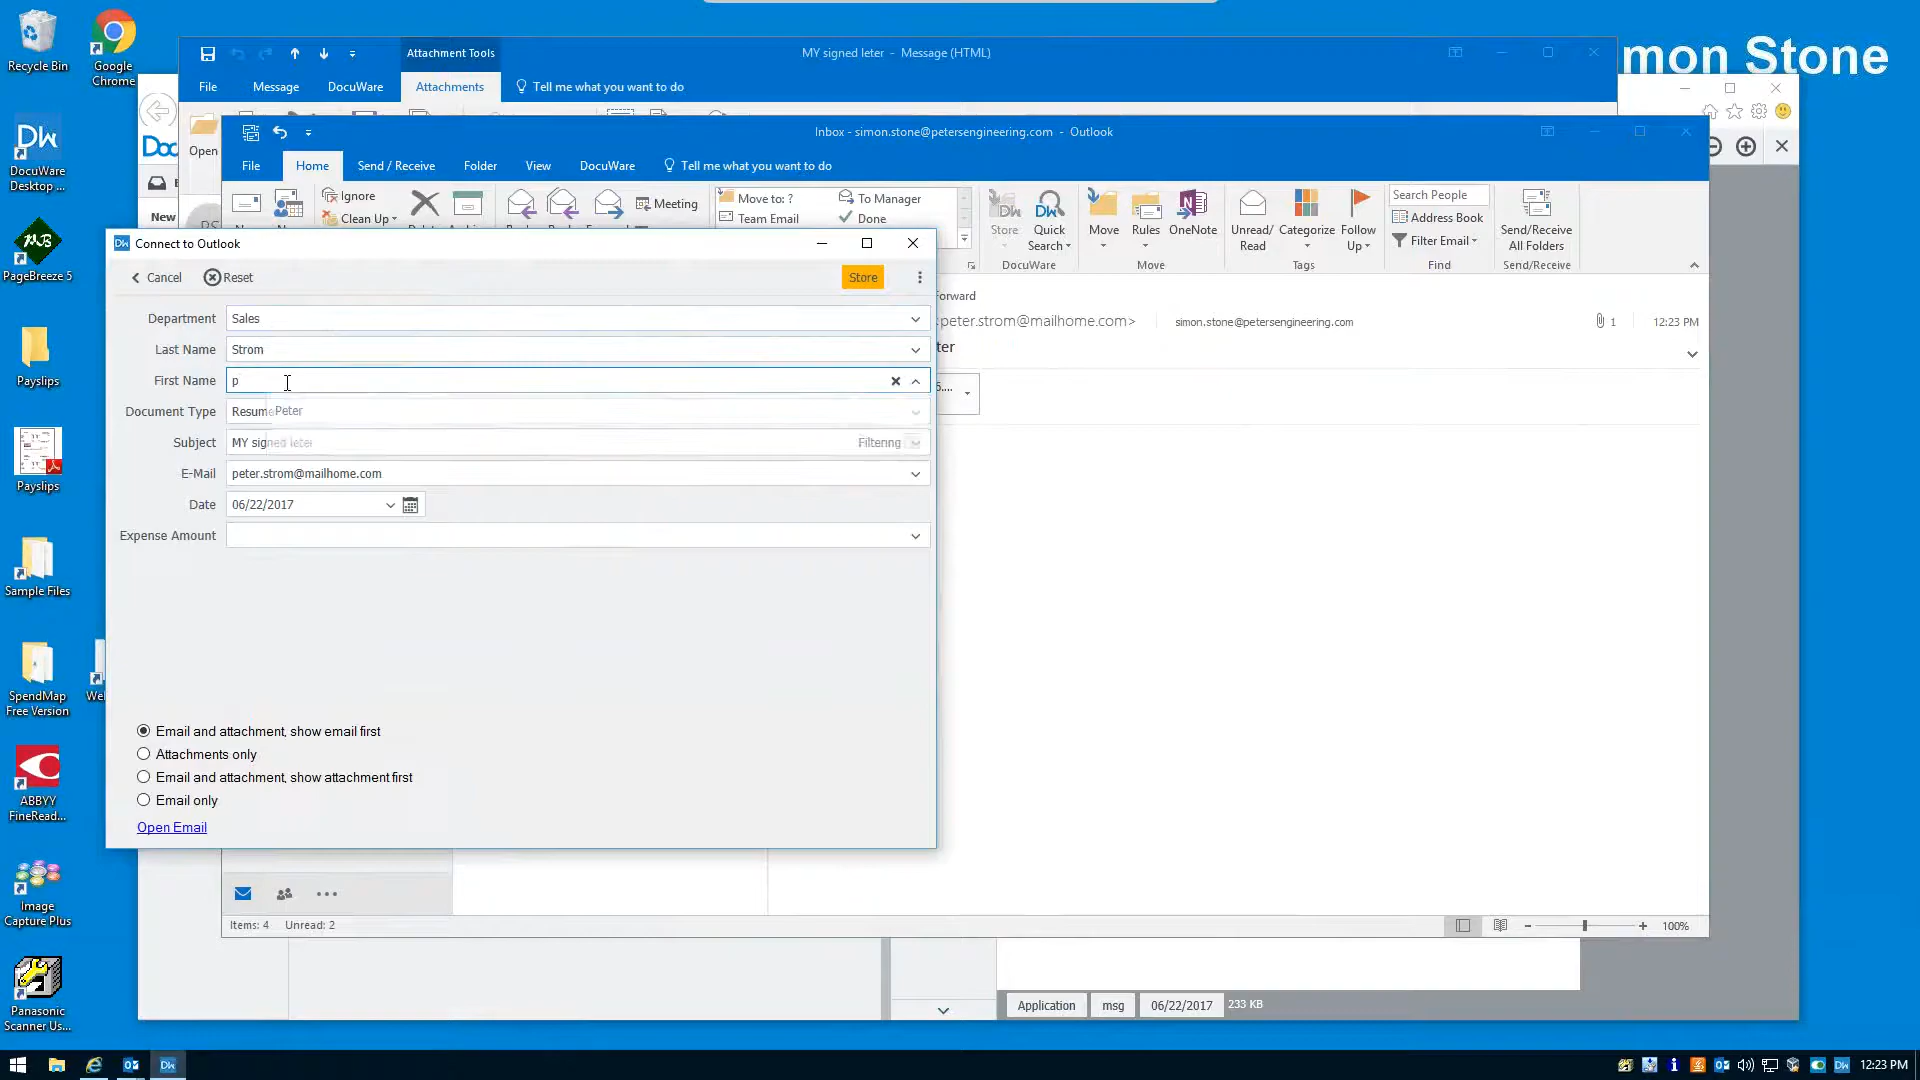 Recycle Bin
Google Chrome
DocuWare Desktop ...
PageBreeze 5
Payslips
Payslips
Sample Files
SpendMap Free Version
ABBYY FineRead...
Image Capture Plus
Panasonic Scanner Us...
mon Stone
Attachment Tools
MY signed leter - Message (HTML)
File Message DocuWare Attachments Tell me what you want to do
Open
New
Inbox - simon.stone@petersengineering.com - Outlook
File Home Send / Receive Folder View DocuWare Tell me what you want to do
Ignore
Clean Up
Meeting
Move to: ?
To Manager
Team Email
Done
Store
Quick Search
DocuWare
Move
Rules
OneNote
Move
Unread/ Read
Categorize
Follow Up
Tags
Search People
Address Book
Filter Email
Find
Send/Receive All Folders
Send/Receive
orward
peter.strom@mailhome.com>
simon.stone@petersengineering.com
1
12:23 PM
ter
Connect to Outlook
Cancel Reset Store
Department Sales
Last Name Strom
First Name p
Document Type Resum
Peter
Subject MY signed leter
Filtering
E-Mail peter.strom@mailhome.com
Date 06/22/2017
Expense Amount
Email and attachment, show email first
Attachments only
Email and attachment, show attachment first
Email only
Open Email
Items: 4 Unread: 2
100%
Application msg 06/22/2017 233 KB
12:23 PM